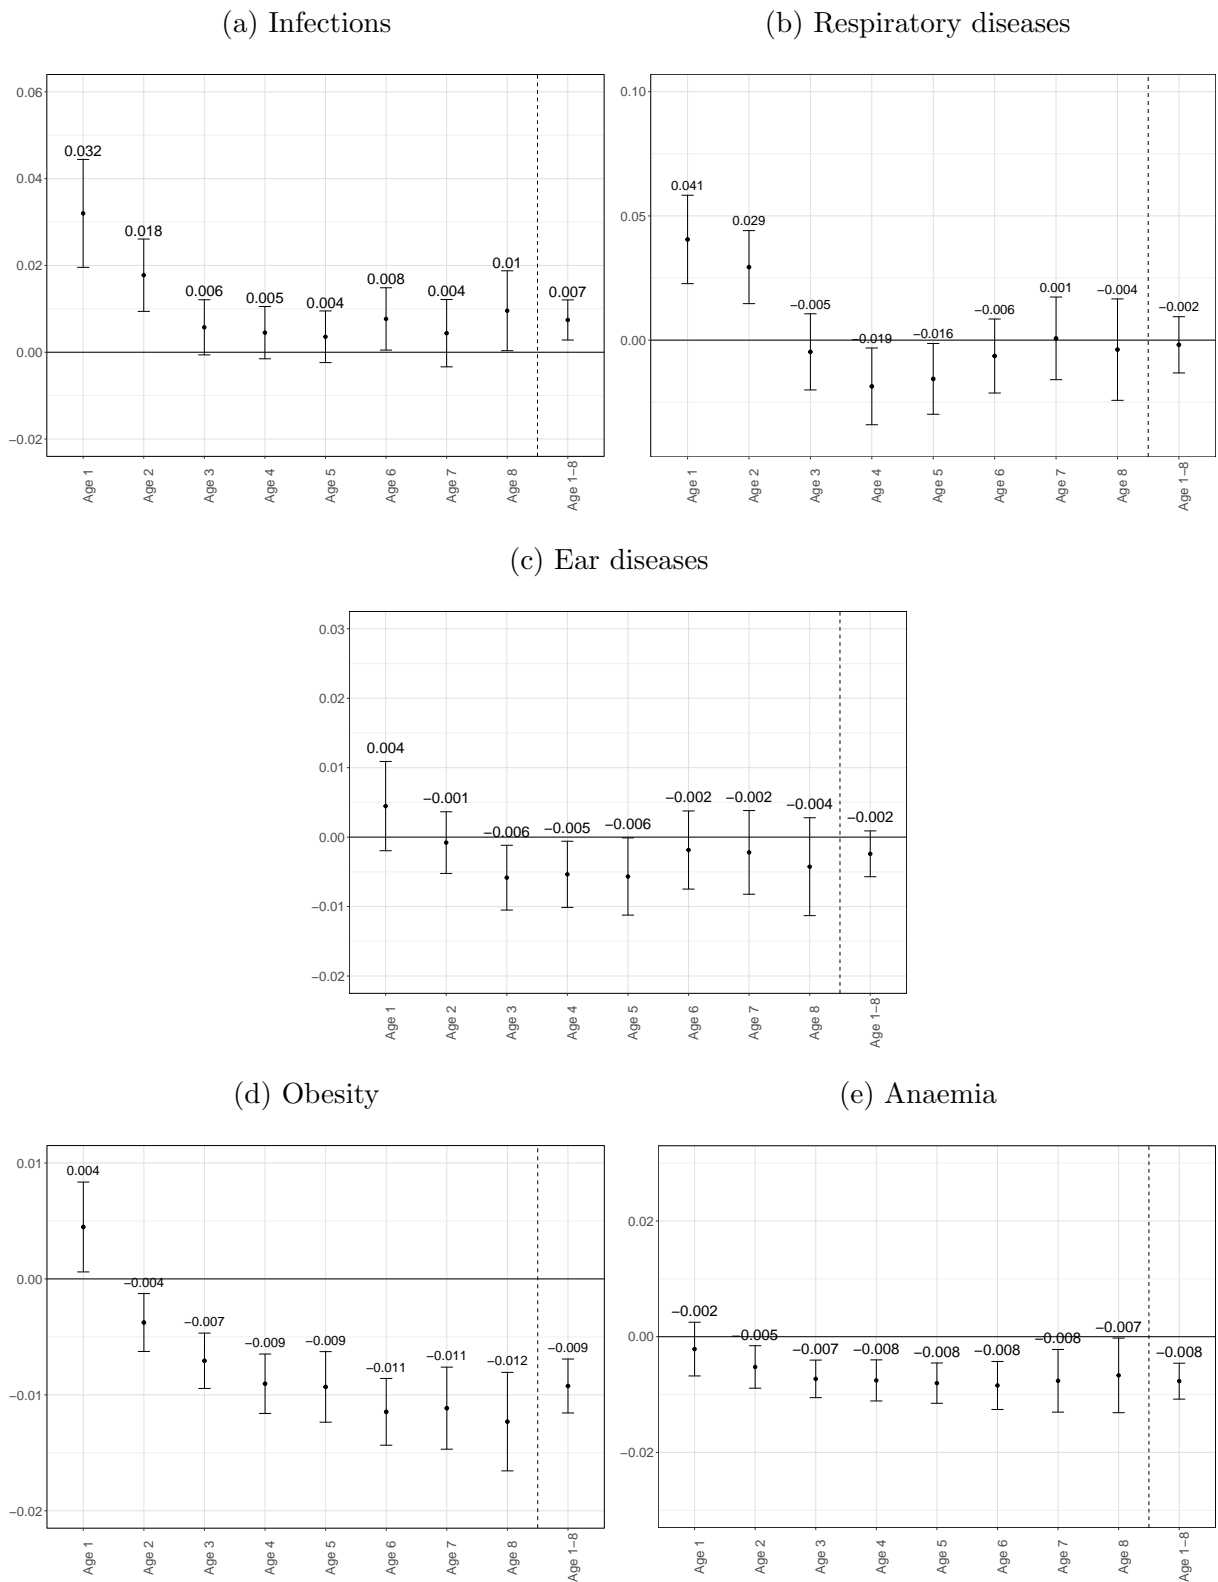 (a) Infections
(b) Respiratory diseases
0.06
0.04
0.02
0.00
−0.02
0.032
0.018
0.006
0.005
0.004
0.008
0.004
0.01
0.007
Age 1
Age 2
Age 3
Age 4
Age 5
Age 6
Age 7
Age 8
Age 1−8
0.10
0.05
0.00
0.041
0.029
−0.005
−0.019
−0.016
−0.006
0.001
−0.004
−0.002
Age 1
Age 2
Age 3
Age 4
Age 5
Age 6
Age 7
Age 8
Age 1−8
(c) Ear diseases
0.03
0.02
0.01
0.00
−0.01
−0.02
0.004
−0.001
−0.006
−0.005
−0.006
−0.002
−0.002
−0.004
−0.002
Age 1
Age 2
Age 3
Age 4
Age 5
Age 6
Age 7
Age 8
Age 1−8
(d) Obesity
(e) Anaemia
0.01
0.00
−0.01
−0.02
0.004
−0.004
−0.007
−0.009
−0.009
−0.011
−0.011
−0.012
−0.009
Age 1
Age 2
Age 3
Age 4
Age 5
Age 6
Age 7
Age 8
Age 1−8
0.02
0.00
−0.02
−0.002
−0.005
−0.007
−0.008
−0.008
−0.008
−0.008
−0.007
−0.008
Age 1
Age 2
Age 3
Age 4
Age 5
Age 6
Age 7
Age 8
Age 1−8